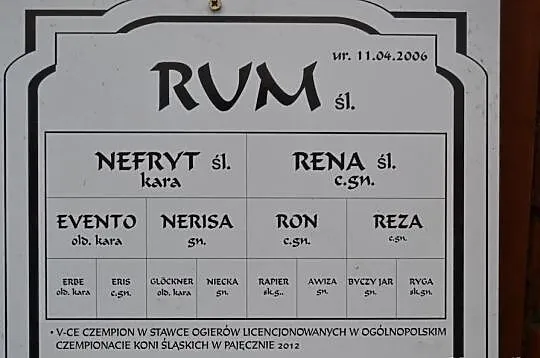 ur. 11.04.2006
RUM śl.
NEFRYT śl. RENA śl.
kara c.gn.
EVENTO NERISA RON REZA
old. kara gn. c.gn. c.gn.
ERBE ERIS GLÖCKNER NIECKA RAPIER AWIZA BYCZY JAR RYGA
old. kara c.gn. old. kara gn. sk.g.. gn. gn. sk.gn.
• V-CE CZEMPION W STAWCE OGIERÓW LICENCJONOWANYCH W OGÓLNOPOLSKIM
CZEMPIONACIE KONI ŚLĄSKICH W PAJĘCZNIE 2012